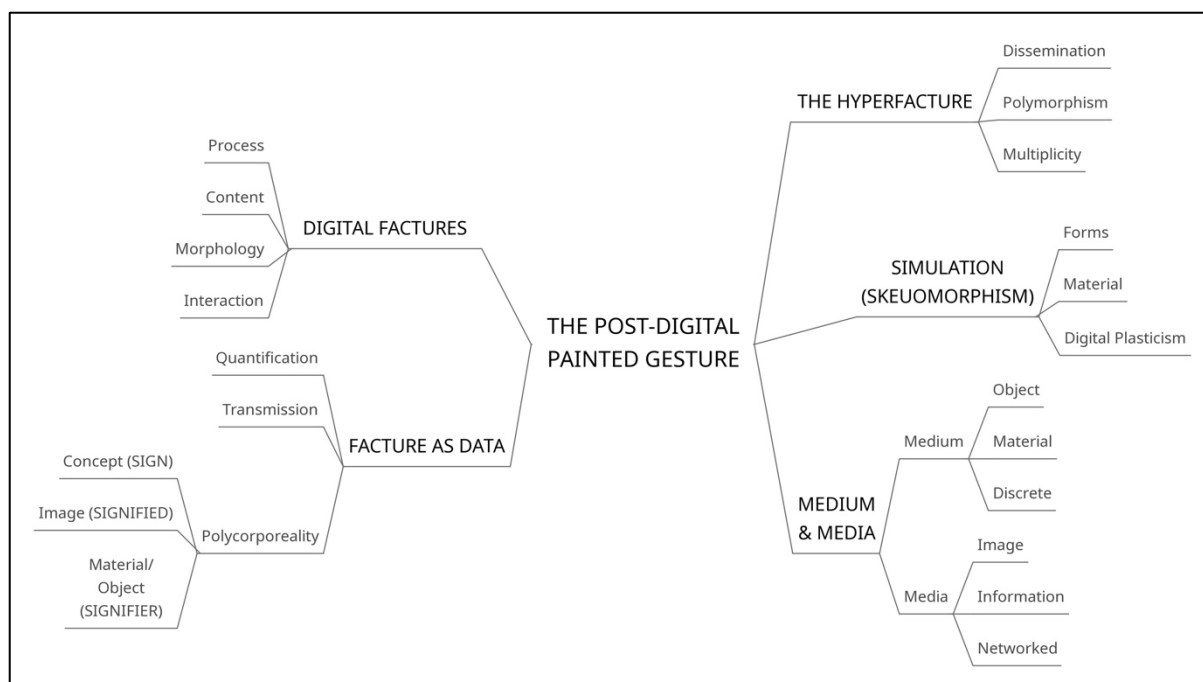 THE POST-DIGITAL
PAINTED GESTURE
DIGITAL FACTURES
Process
Content
Morphology
Interaction
FACTURE AS DATA
Quantification
Transmission
Polycorporeality
Concept (SIGN)
Image (SIGNIFIED)
Material/
Object
(SIGNIFIER)
THE HYPERFACTURE
Dissemination
Polymorphism
Multiplicity
SIMULATION
(SKEUOMORPHISM)
Forms
Material
Digital Plasticism
MEDIUM
& MEDIA
Medium
Object
Material
Discrete
Media
Image
Information
Networked